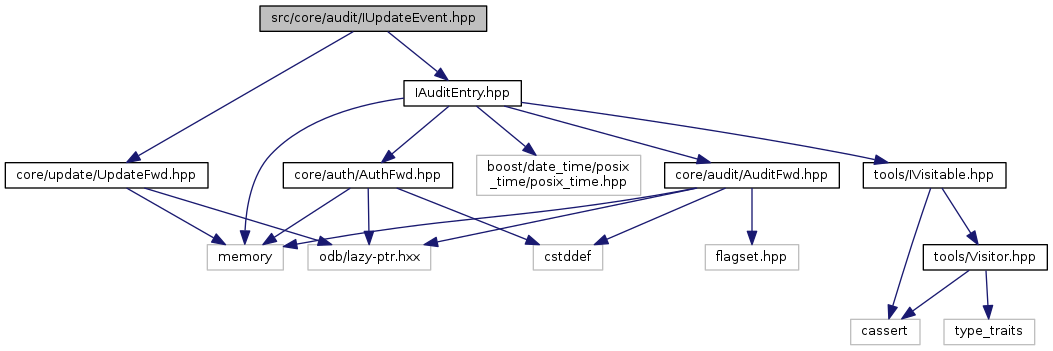 src/core/audit/IUpdateEvent.hpp
IAuditEntry.hpp
core/update/UpdateFwd.hpp
core/auth/AuthFwd.hpp
boost/date_time/posix
_time/posix_time.hpp
core/audit/AuditFwd.hpp
tools/IVisitable.hpp
memory
odb/lazy-ptr.hxx
cstddef
flagset.hpp
tools/Visitor.hpp
cassert
type_traits